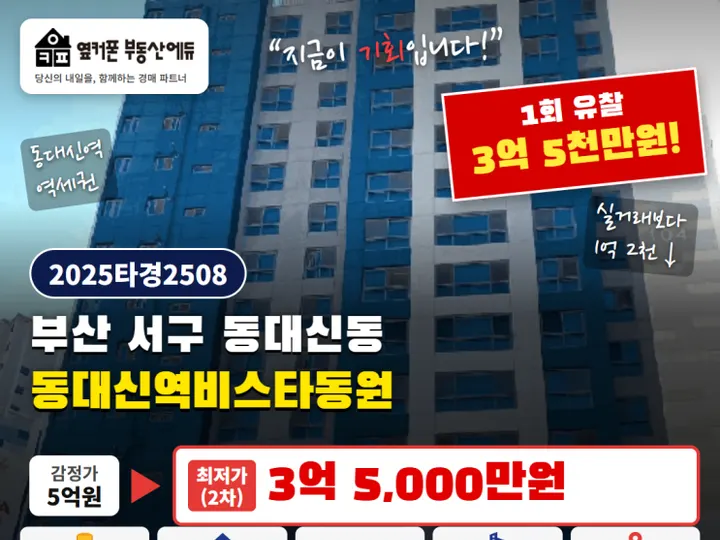 옆커폰 부동산에듀
당신의 내일을, 함께하는 경매 파트너
“지금이 기회입니다!”
1회 유찰
3억 5천만원!
동대신역
역세권
실거래보다
1억 2천↓
2025타경2508
부산 서구 동대신동
동대신역비스타동원
감정가
5억원
최저가
(2차)
3억 5,000만원